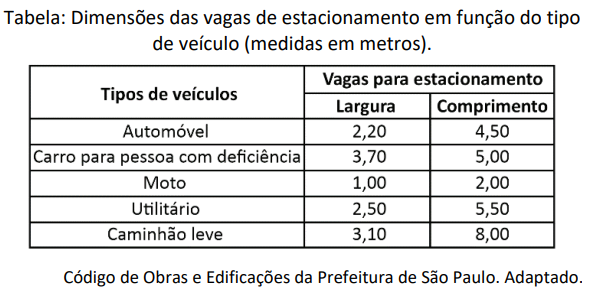 Tabela: Dimensões das vagas de estacionamento em função do tipo
de veículo (medidas em metros).
Tipos de veículos Vagas para estacionamento
Largura Comprimento
Automóvel 2,20 4,50
Carro para pessoa com deficiência 3,70 5,00
Moto 1,00 2,00
Utilitário 2,50 5,50
Caminhão leve 3,10 8,00
Código de Obras e Edificações da Prefeitura de São Paulo. Adaptado.